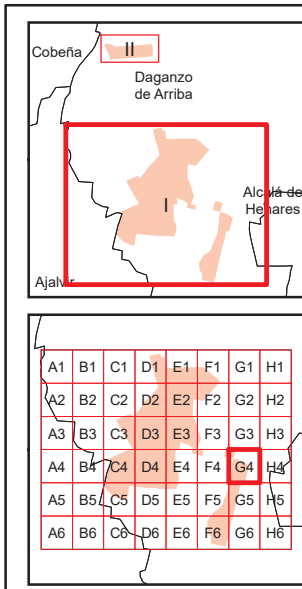 Cobeña
II
Daganzo
de Arriba
I
Alcalá de
Henares
Ajalvir
A1 B1 C1 D1 E1 F1 G1 H1
A2 B2 C2 D2 E2 F2 G2 H2
A3 B3 C3 D3 E3 F3 G3 H3
A4 B4 C4 D4 E4 F4 G4 H4
A5 B5 C5 D5 E5 F5 G5 H5
A6 B6 C6 D6 E6 F6 G6 H6